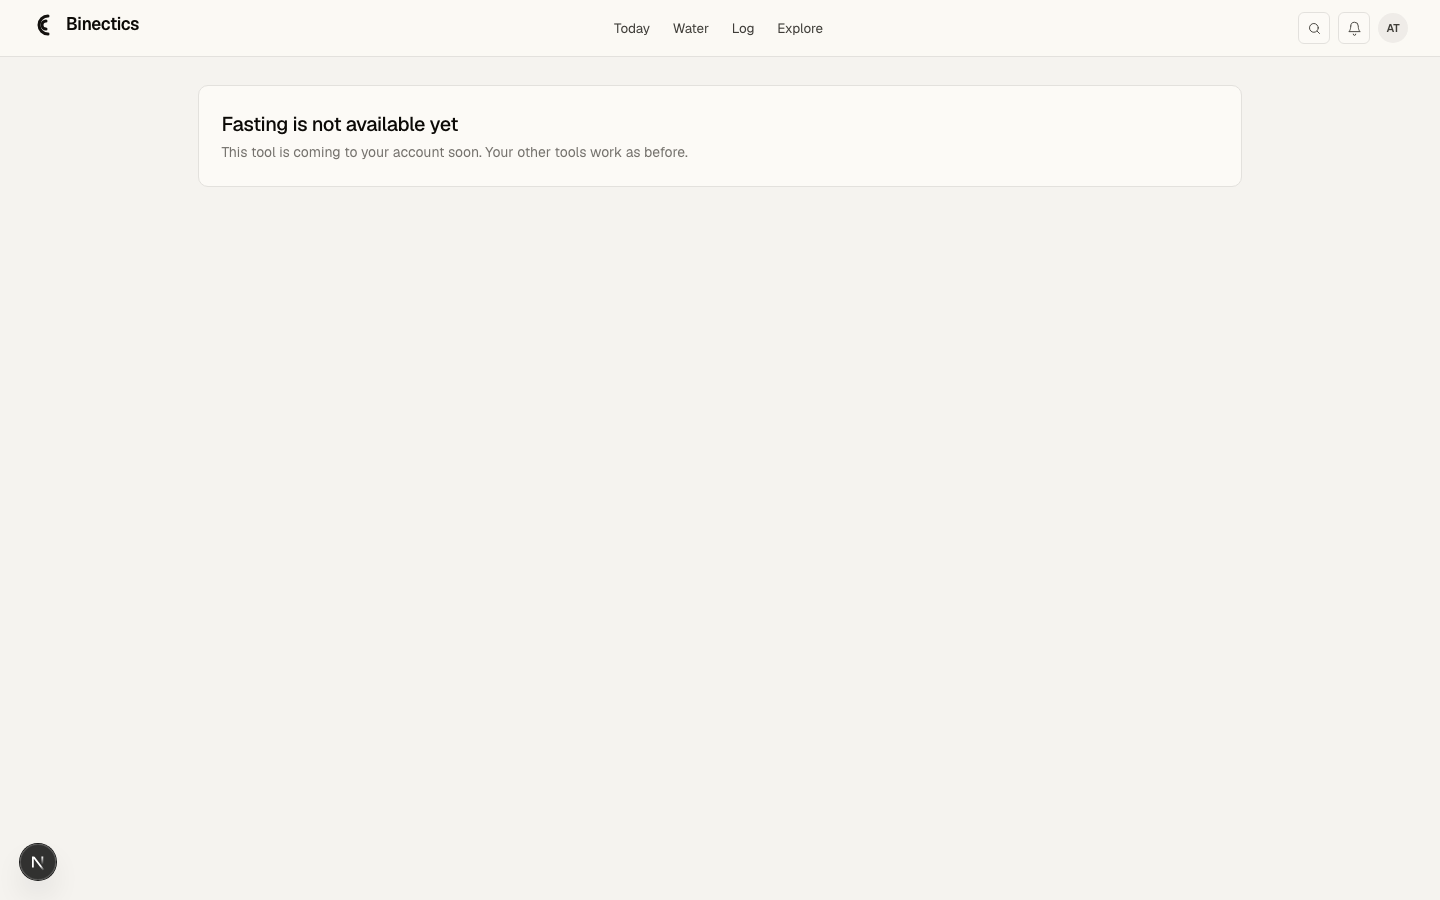 Binectics
Today
Water
Log
Explore
AT
Fasting is not available yet
This tool is coming to your account soon. Your other tools work as before.
N